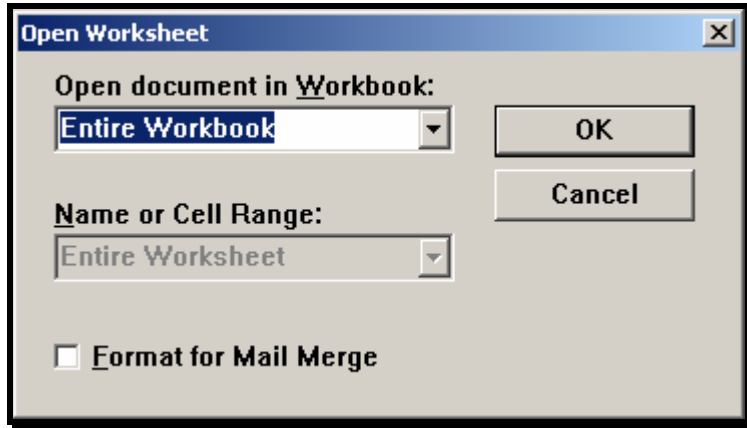 Open Worksheet
Open document in Workbook:
Entire Workbook
OK
Cancel
Name or Cell Range:
Entire Worksheet
Format for Mail Merge